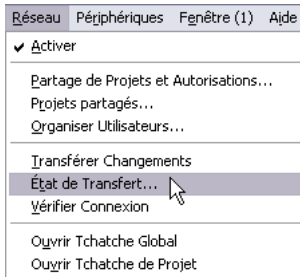 Réseau Périphériques Fenêtre (1) Aide
Activer
Partage de Projets et Autorisations...
Projets partagés...
Organiser Utilisateurs...
Transférer Changements
État de Transfert...
Vérifier Connexion
Ouvrir Tchatche Global
Ouvrir Tchatche de Projet